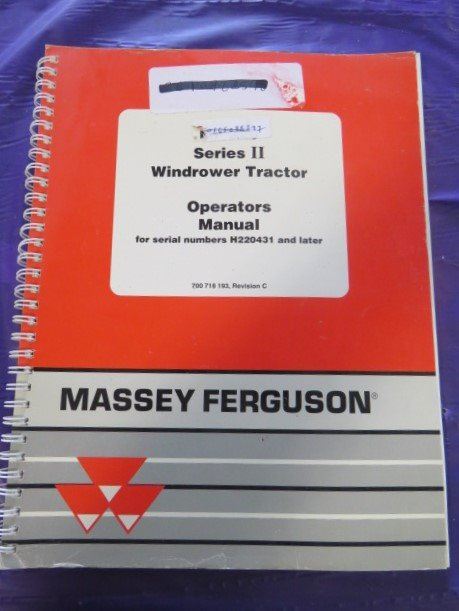 Series II
Windrower Tractor
Operators
Manual
for serial numbers H220431 and later
700 718 193, Revision C
MASSEY FERGUSON®